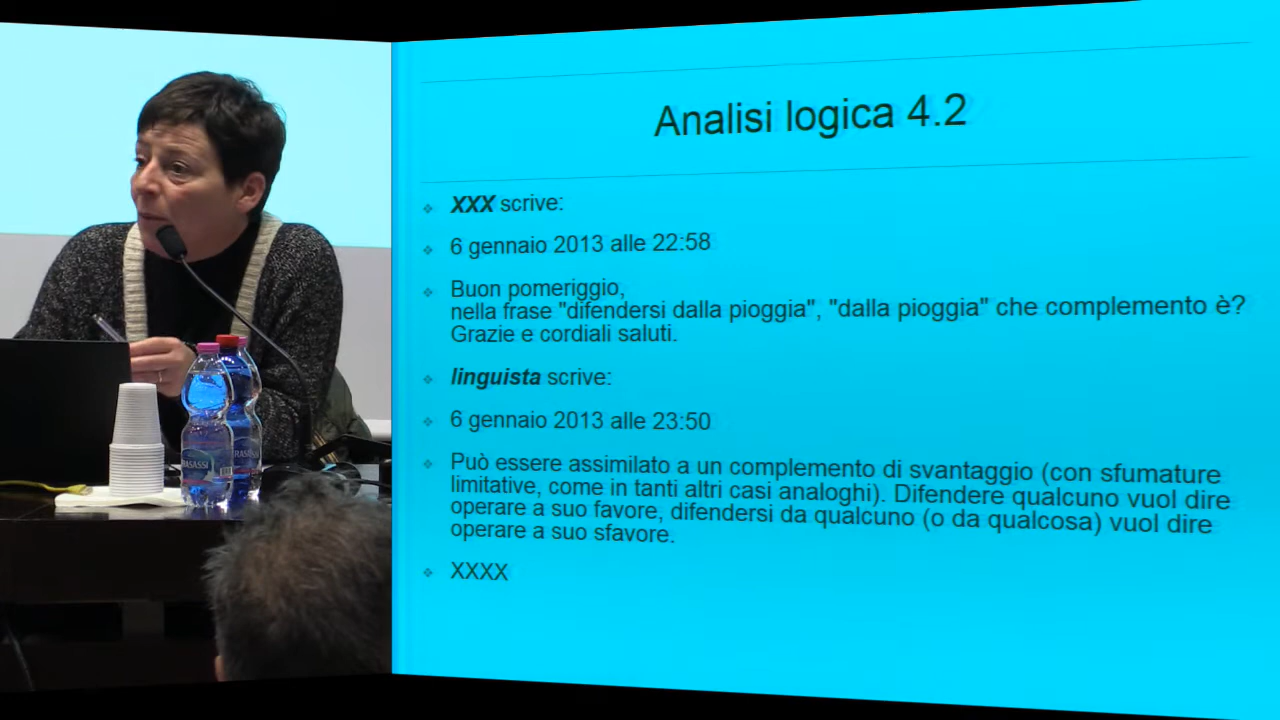 Analisi logica 4.2
XXX scrive:
6 gennaio 2013 alle 22:58
Buon pomeriggio,
nella frase "difendersi dalla pioggia", "dalla pioggia" che complemento è?
Grazie e cordiali saluti.
linguista scrive:
6 gennaio 2013 alle 23:50
Può essere assimilato a un complemento di svantaggio (con sfumature
limitative, come in tanti altri casi analoghi). Difendere qualcuno vuol dire
operare a suo favore, difendersi da qualcuno (o da qualcosa) vuol dire
operare a suo sfavore.
XXXX